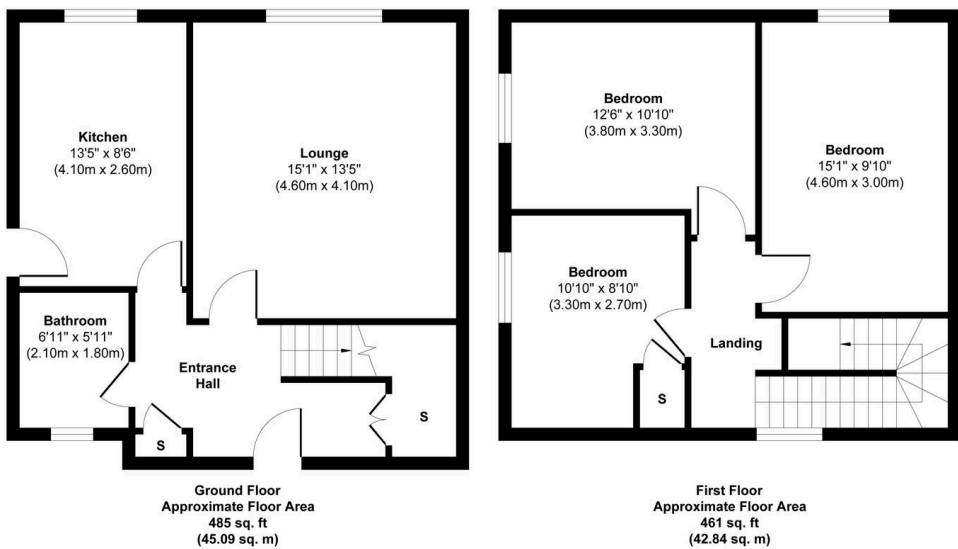 Kitchen
13'5" x 8'6"
(4.10m x 2.60m)
Lounge
15'1" x 13'5"
(4.60m x 4.10m)
Bathroom
6'11" x 5'11"
(2.10m x 1.80m)
Entrance
Hall
S
S
Ground Floor
Approximate Floor Area
485 sq. ft
(45.09 sq. m)
Bedroom
12'6" x 10'10"
(3.80m x 3.30m)
Bedroom
15'1" x 9'10"
(4.60m x 3.00m)
Bedroom
10'10" x 8'10"
(3.30m x 2.70m)
Landing
S
First Floor
Approximate Floor Area
461 sq. ft
(42.84 sq. m)